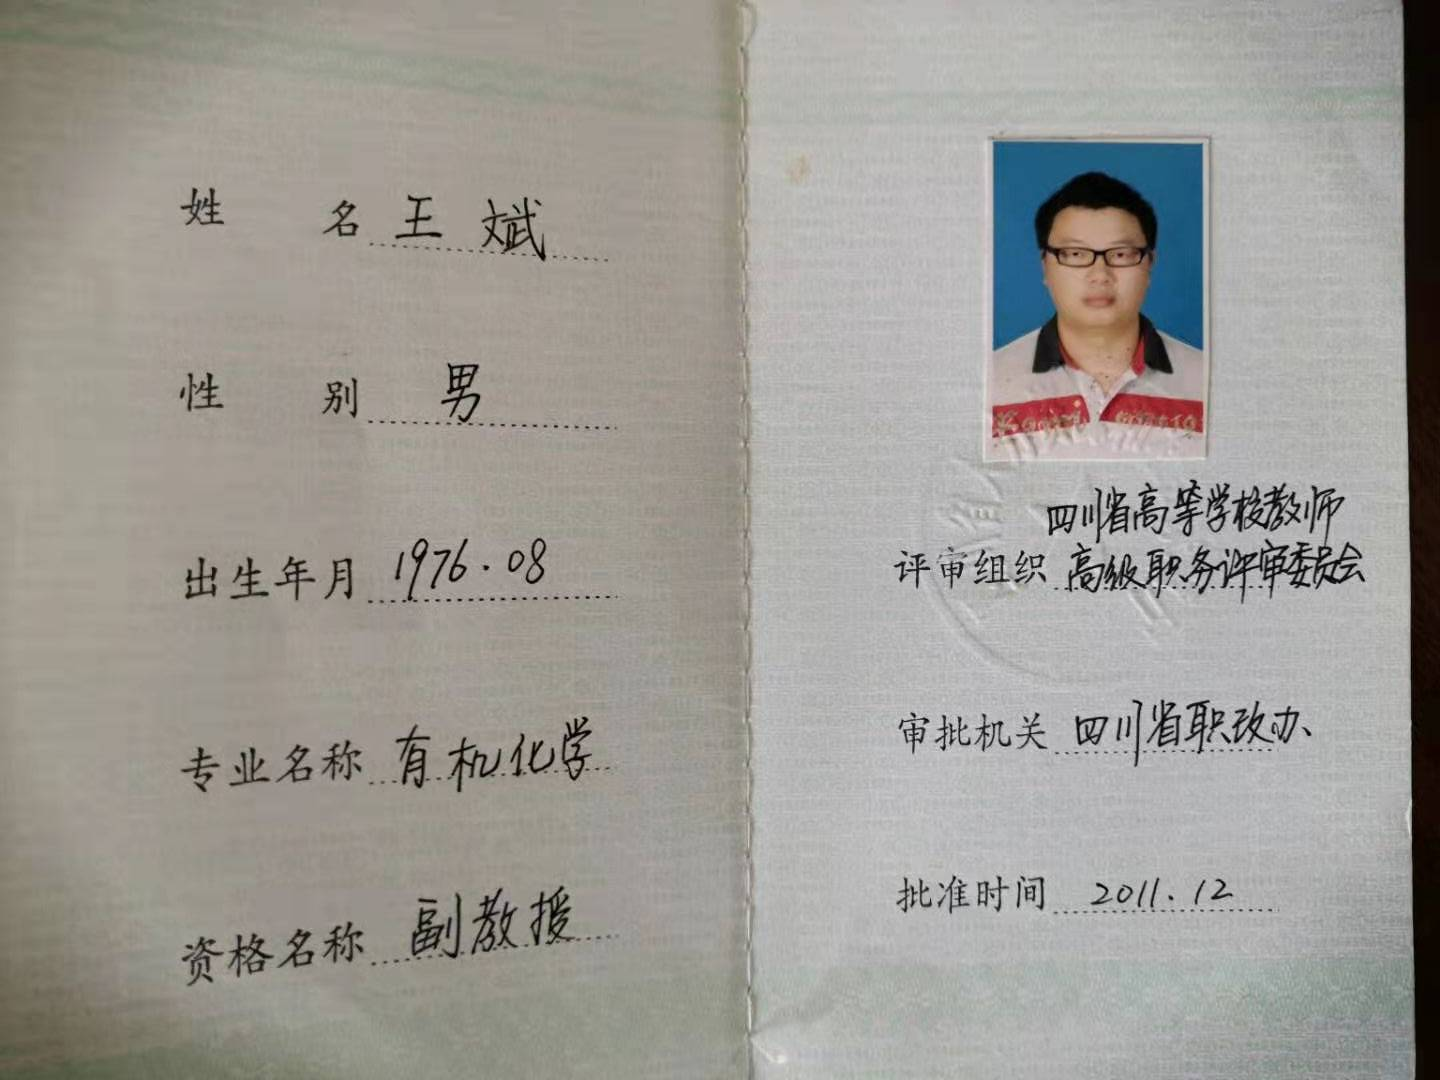 姓 名 王 斌
性 别 男
出生年月 1976.08
专业名称 有机化学
资格名称 副教授
四川省高等学校教师
评审组织 高级职务评审委员会
审批机关 四川省职改办
批准时间 2011.12